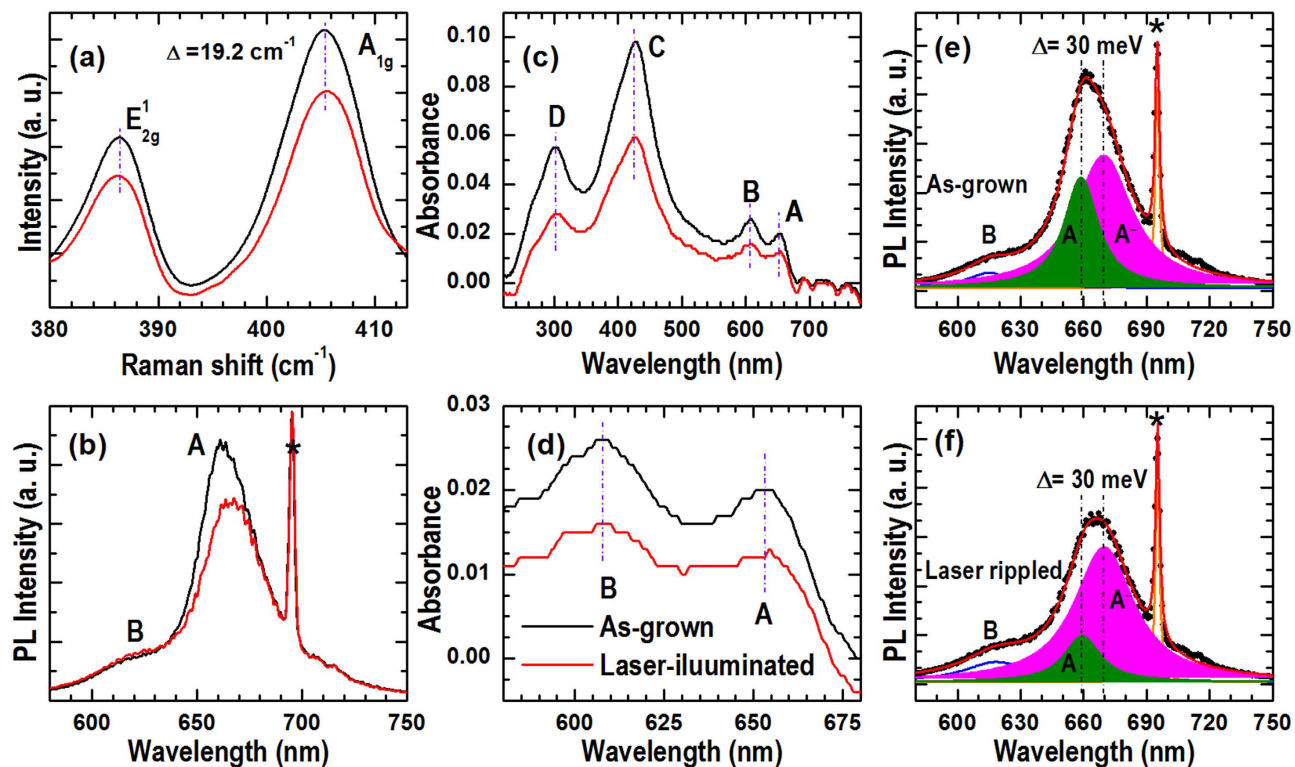 (a)
Δ =19.2 cm⁻¹
A₁g
E¹₂g
Intensity (a. u.)
380 390 400 410
Raman shift (cm⁻¹)
(c)
C
D
B
A
Absorbance
0.10
0.08
0.06
0.04
0.02
0.00
300 400 500 600 700
Wavelength (nm)
(e)
Δ= 30 meV
*
As-grown
B
A
A⁻
PL Intensity (a. u.)
600 630 660 690 720 750
Wavelength (nm)
(b)
A
*
B
PL Intensity (a. u.)
600 650 700 750
Wavelength (nm)
(d)
B
A
As-grown
Laser-iluuminated
Absorbance
0.03
0.02
0.01
0.00
600 625 650 675
Wavelength (nm)
(f)
*
Δ= 30 meV
Laser rippled
B
A
A⁻
PL Intensity (a. u.)
600 630 660 690 720 750
Wavelength (nm)